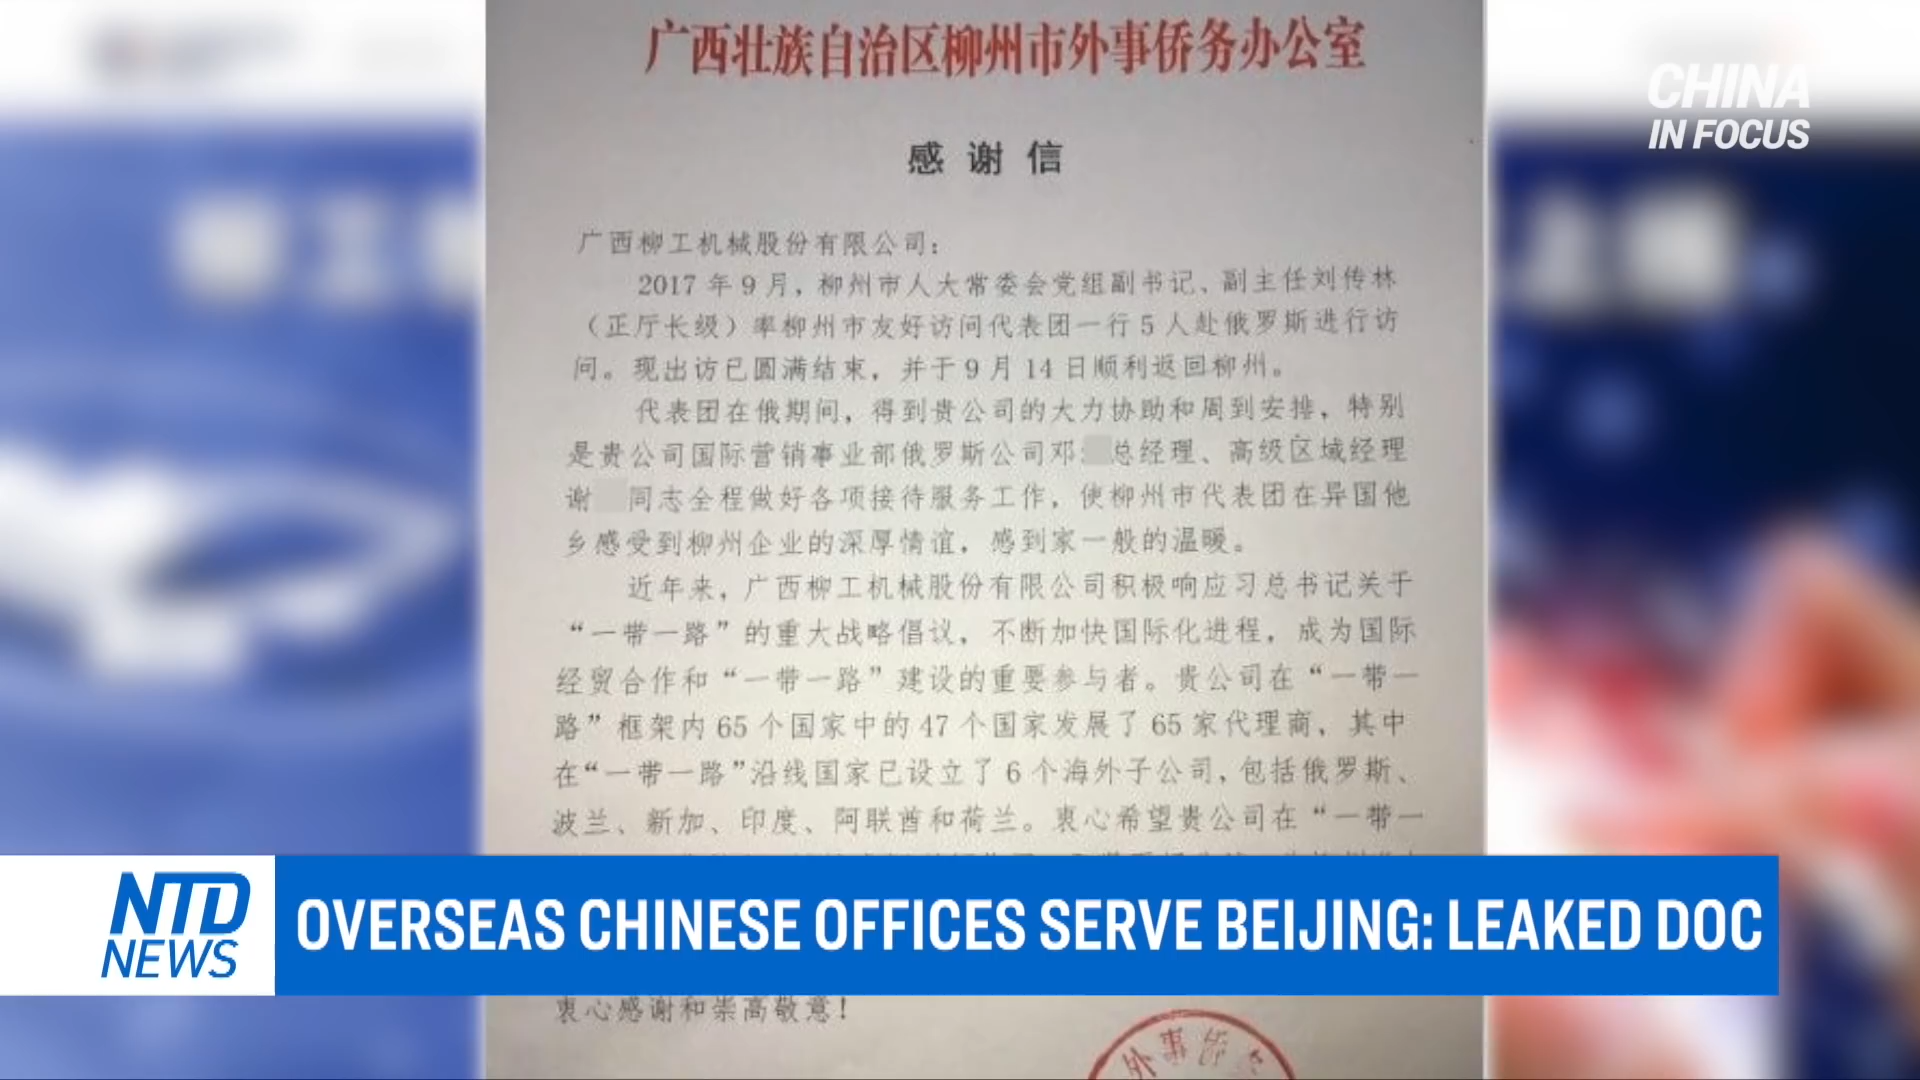 广西壮族自治区柳州市外事侨务办公室
CHINA
IN FOCUS
感谢信
广西柳工机械股份有限公司：
2017年9月，柳州市人大常委会党组副书记、副主任刘传林
（正厅长级）率柳州市友好访问代表团一行5人赴俄罗斯进行访
问。现出访已圆满结束，并于9月14日顺利返回柳州。
代表团在俄期间，得到贵公司的大力协助和周到安排，特别
是贵公司国际营销事业部俄罗斯公司邓 总经理、高级区域经理
谢 同志全程做好各项接待服务工作，使柳州市代表团在异国他
乡感受到柳州企业的深厚情谊，感到家一般的温暖。
近年来，广西柳工机械股份有限公司积极响应习总书记关于
“一带一路”的重大战略倡议，不断加快国际化进程，成为国际
经贸合作和“一带一路”建设的重要参与者。贵公司在“一带一
路”框架内65个国家中的47个国家发展了65家代理商，其中
在“一带一路”沿线国家已设立了6个海外子公司，包括俄罗斯、
波兰、新加、印度、阿联酋和荷兰。衷心希望贵公司在“一带一
NTD
NEWS
OVERSEAS CHINESE OFFICES SERVE BEIJING: LEAKED DOC
衷心感谢和崇高敬意！
外事侨